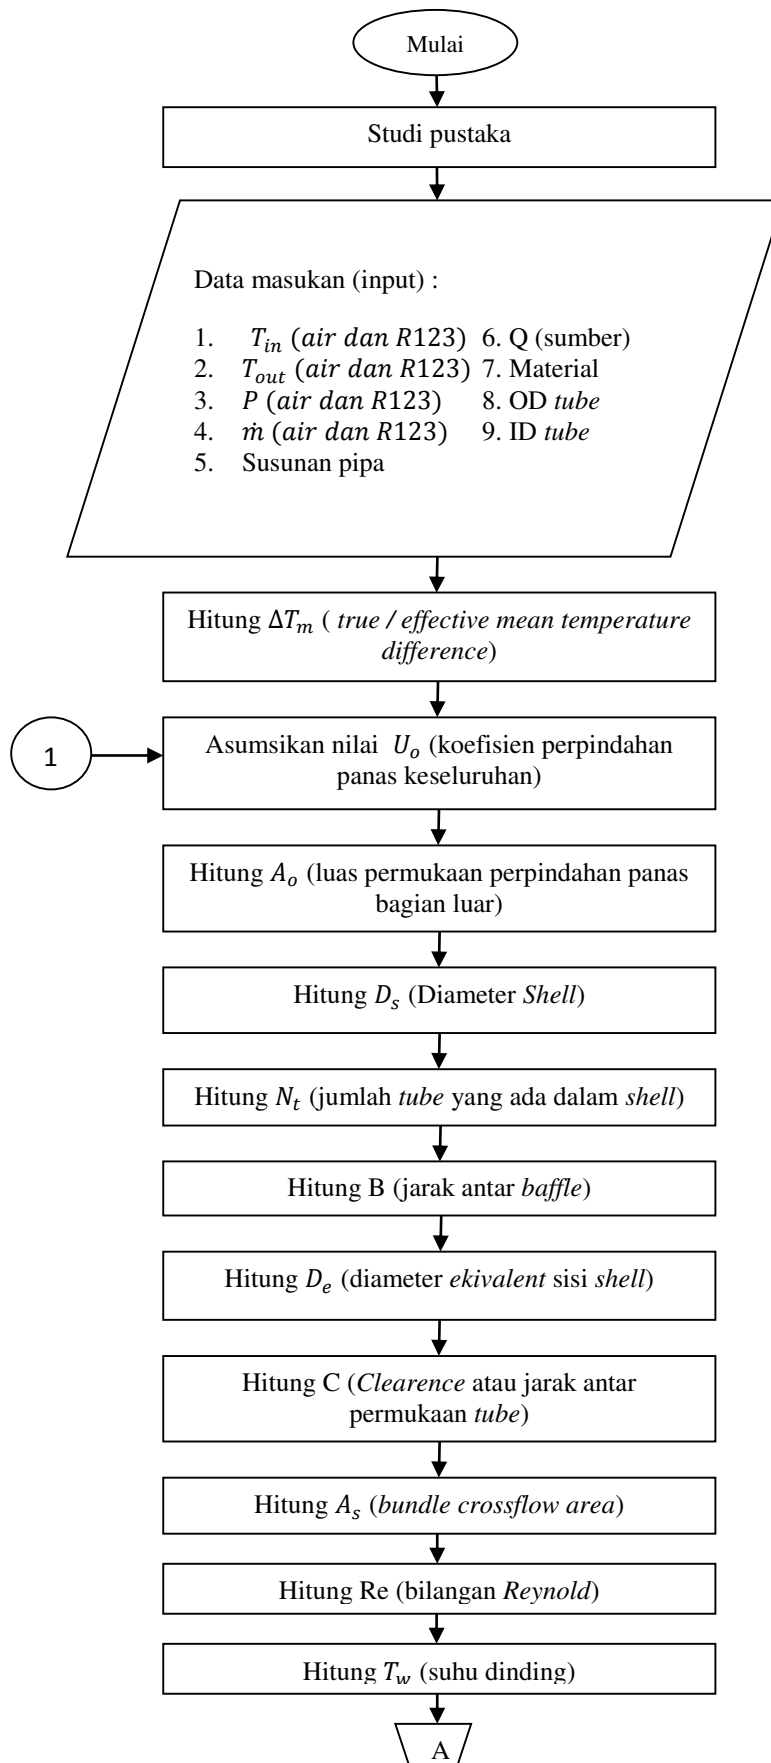 Mulai
Studi pustaka
Data masukan (input) :
1. T_in (air dan R123) 6. Q (sumber)
2. T_out (air dan R123) 7. Material
3. P (air dan R123) 8. OD tube
4. ṁ (air dan R123) 9. ID tube
5. Susunan pipa
Hitung ΔT_m ( true / effective mean temperature
difference)
1
Asumsikan nilai U_o (koefisien perpindahan
panas keseluruhan)
Hitung A_o (luas permukaan perpindahan panas
bagian luar)
Hitung D_s (Diameter Shell)
Hitung N_t (jumlah tube yang ada dalam shell)
Hitung B (jarak antar baffle)
Hitung D_e (diameter ekivalent sisi shell)
Hitung C (Clearence atau jarak antar
permukaan tube)
Hitung A_s (bundle crossflow area)
Hitung Re (bilangan Reynold)
Hitung T_w (suhu dinding)
A